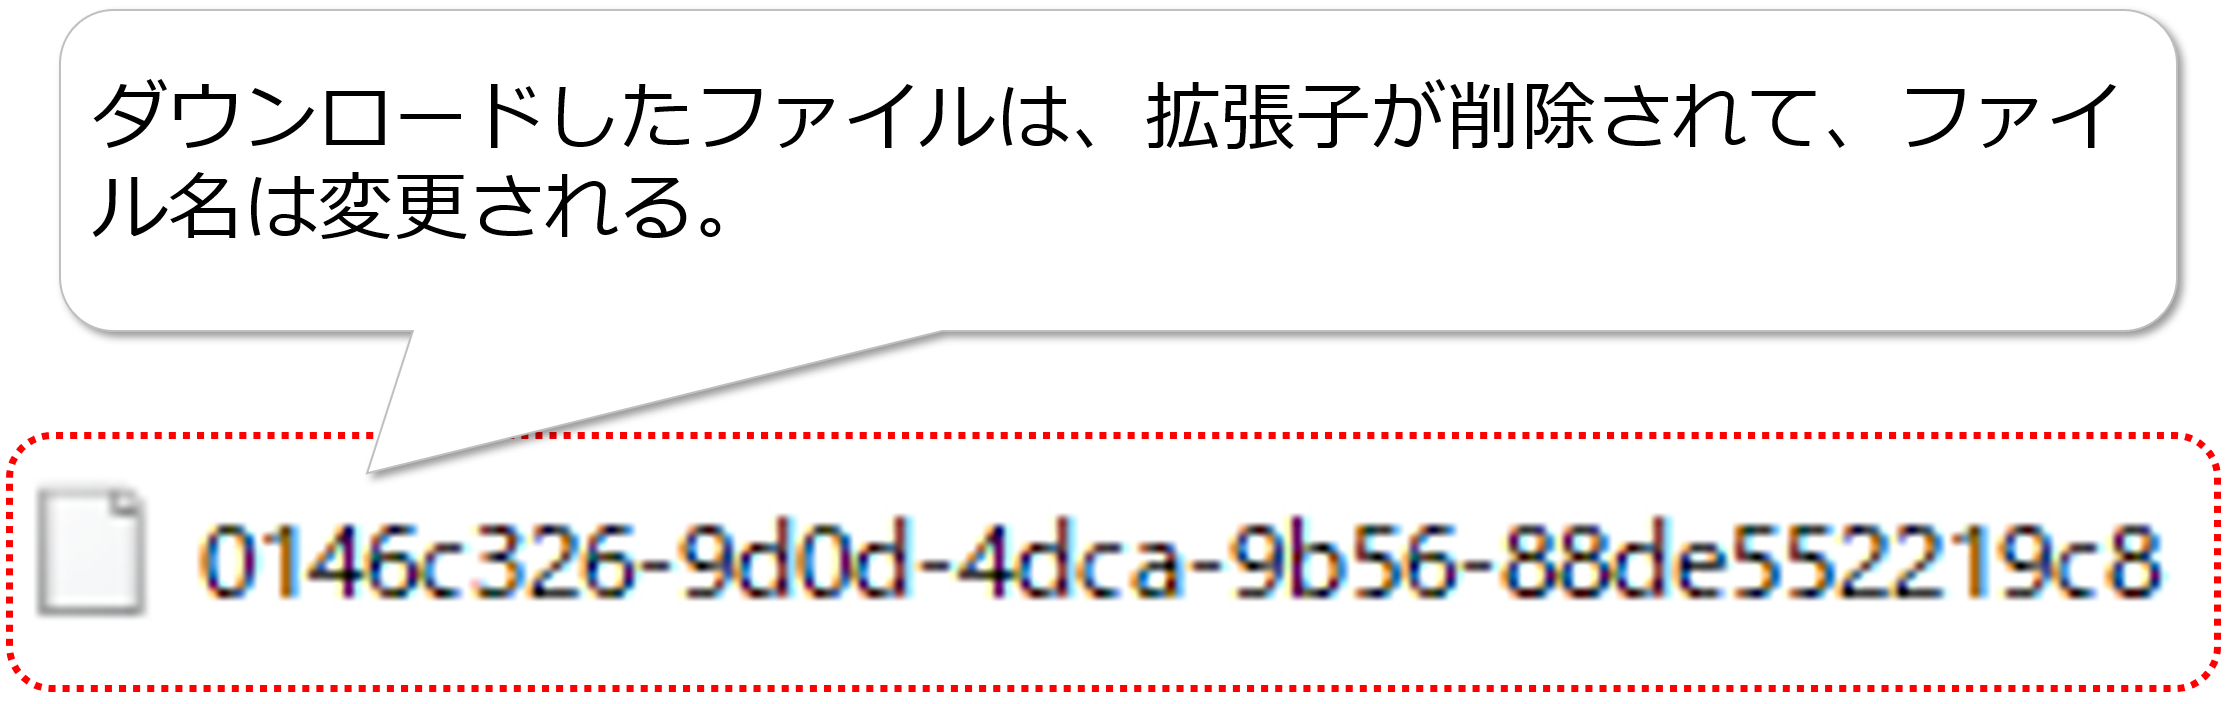 ダウンロードしたファイルは、拡張子が削除されて、ファイ
ル名は変更される。
0146c326-9d0d-4dca-9b56-88de552219c8